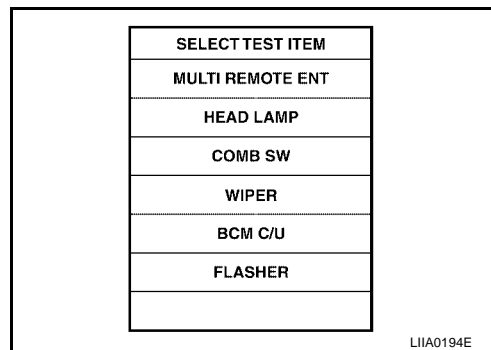 SELECT TEST ITEM
MULTI REMOTE ENT
HEAD LAMP
COMB SW
WIPER
BCM C/U
FLASHER
LIIA0194E